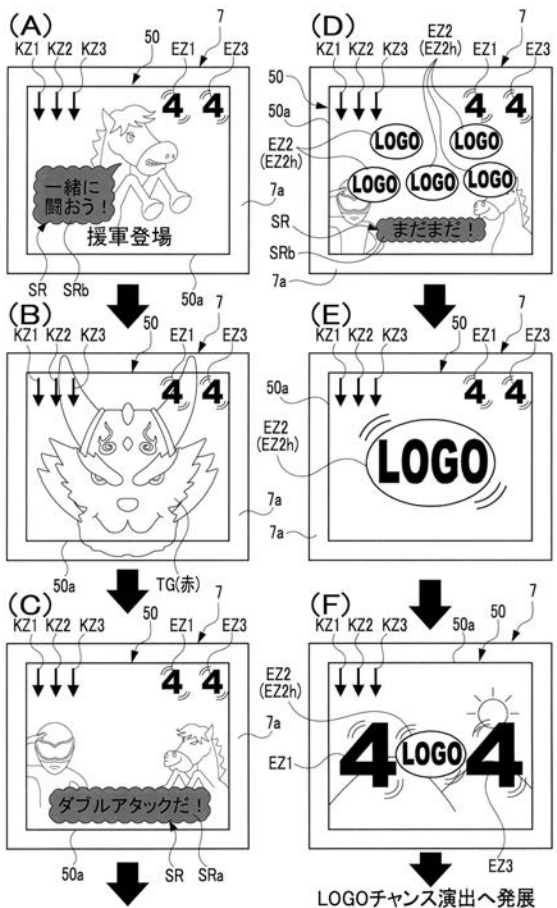 (A)
KZ1 KZ2 KZ3 50 EZ1 7 EZ3
4 4
一緒に
闘おう！
援軍登場
7a
SR SRb 50a
(B)
KZ1 KZ2 KZ3 50 EZ1 7 EZ3
4 4
7a
50a TG(赤)
(C)
KZ1 KZ2 KZ3 50 EZ1 7 EZ3
4 4
7a
ダブルアタックだ！
50a SR SRa
(D)
KZ1 KZ2 KZ3 EZ2 (EZ2h) EZ1 7 EZ3
50
50a
4 4
EZ2
(EZ2h)
LOGO LOGO
LOGO LOGO LOGO
SR
SRb
まだまだ！
7a
(E)
KZ1 KZ2 KZ3 50 EZ1 7 EZ3
50a
4 4
EZ2
(EZ2h)
LOGO
7a
(F)
KZ1 KZ2 KZ3 50a 50 7
EZ2
(EZ2h)
EZ1
4 LOGO 4
EZ3
LOGOチャンス演出へ発展